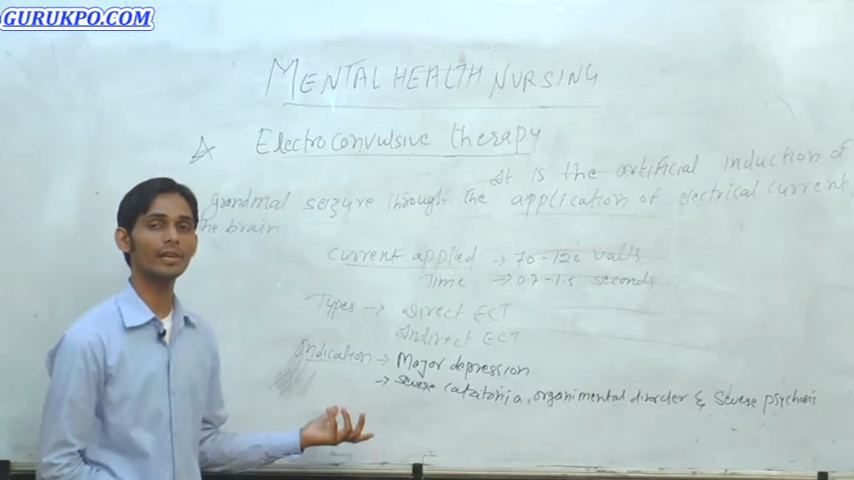 GURUKPO.COM
MENTAL HEALTH NURSING
Electroconvulsive therapy
It is the artificial induction of
grandmal seizure through the application of electrical current
the brain
Current applied → 70-120 volts
Time → 0.7-1.5 seconds
Types → Direct ECT
Indirect ECT
Indication → Major depression
→ severe catatonia, organimental disorder & severe psychosis